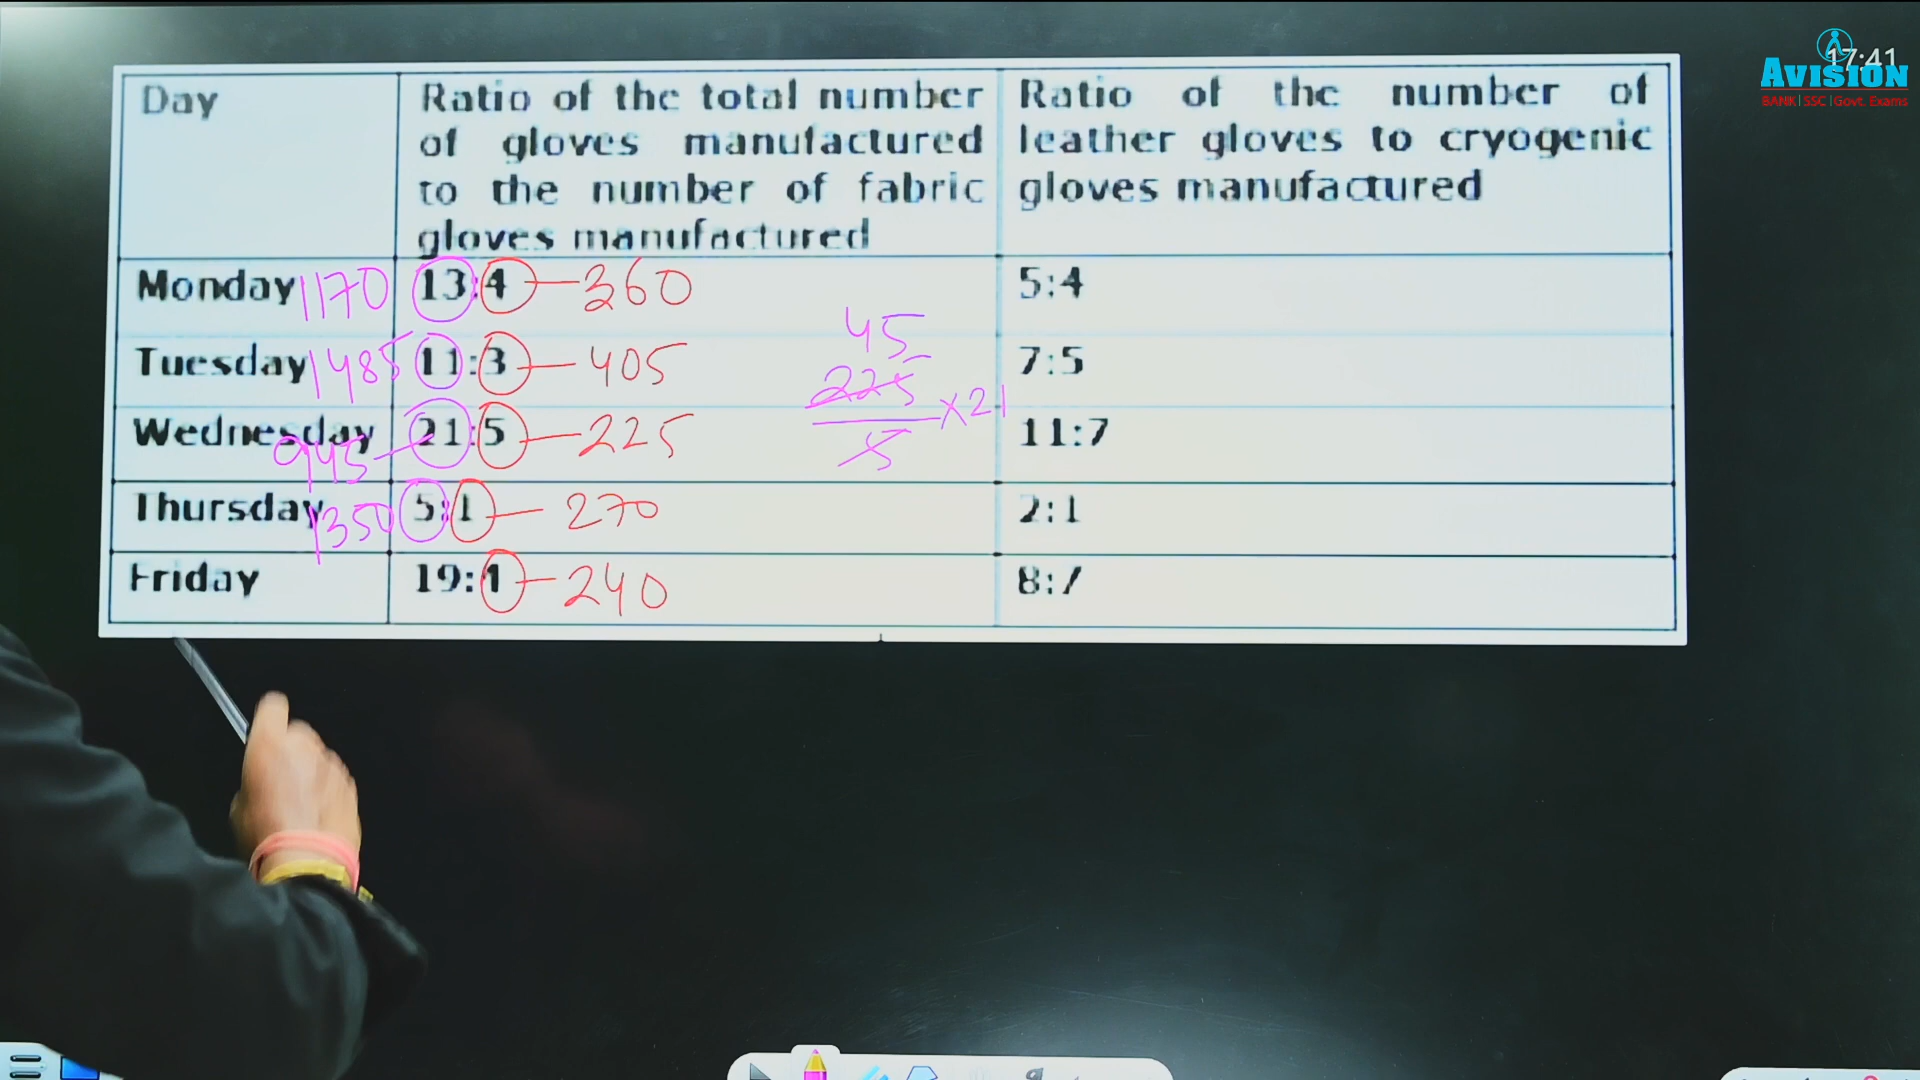 17:41
AVISION
BANK | SSC | Govt. Exams
Day
Ratio of the total number
of gloves manufactured
to the number of fabric
gloves manufactured
Ratio of the number of
leather gloves to cryogenic
gloves manufactured
Monday 1170 13:4 — 360 5:4
Tuesday 1485 11:3 — 405 7:5
45
225
5
×21
Wednesday 945 — 21:5 — 225 11:7
Thursday 1350 5:1 — 270 2:1
Friday 19:4 — 240 8:7